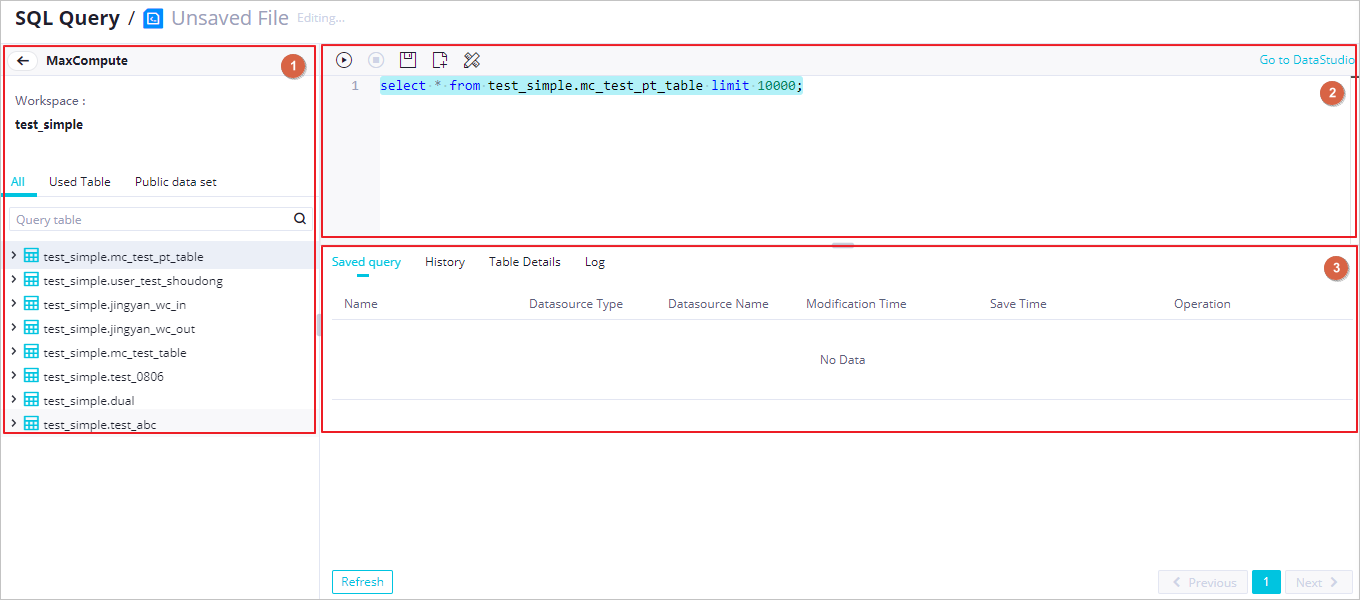 SQL Query / Unsaved File Editing...
MaxCompute
1
Workspace :
test_simple
All Used Table Public data set
Query table
test_simple.mc_test_pt_table
test_simple.user_test_shoudong
test_simple.jingyan_wc_in
test_simple.jingyan_wc_out
test_simple.mc_test_table
test_simple.test_0806
test_simple.dual
test_simple.test_abc
Go to DataStudio
1 select * from test_simple.mc_test_pt_table limit 10000;
2
Saved query History Table Details Log
3
Name Datasource Type Datasource Name Modification Time Save Time Operation
No Data
Refresh
Previous 1 Next